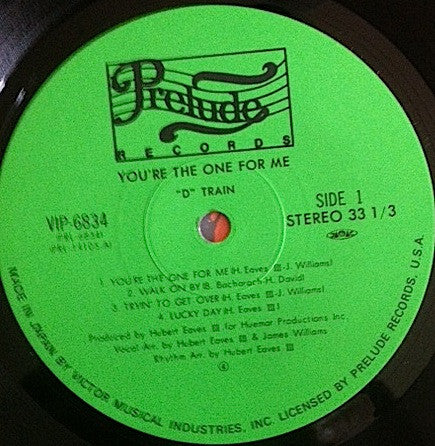 Prelude
RECORDS
YOU'RE THE ONE FOR ME
"D" TRAIN
VIP-6834
SIDE 1
STEREO 33 1/3
1. YOU'RE THE ONE FOR ME(H. Eaves III-J. Williams)
2. WALK ON BY(B. Bacharach-H. David)
3. TRYIN' TO GET OVER(H. Eaves III-J. Williams)
4. LUCKY DAY(H. Eaves III)
Produced by Hubert Eaves III for Huemar Productions Inc.
Vocal Arr. by Hubert Eaves III & James Williams
Rhythm Arr. by Hubert Eaves III
MADE IN JAPAN BY VICTOR MUSICAL INDUSTRIES, INC. LICENSED BY PRELUDE RECORDS, U.S.A.